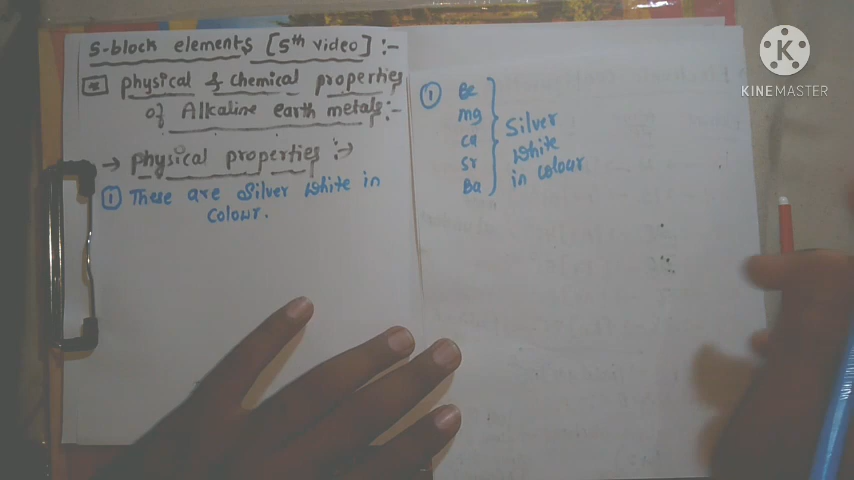 S-block elements [5th video] :-
* physical & chemical properties
of Alkaline earth metals:-
→ physical properties :→
① These are Silver white in
colour.
① Be
mg
ca
Sr
Ba
Silver
white
in colour
K
KINEMASTER